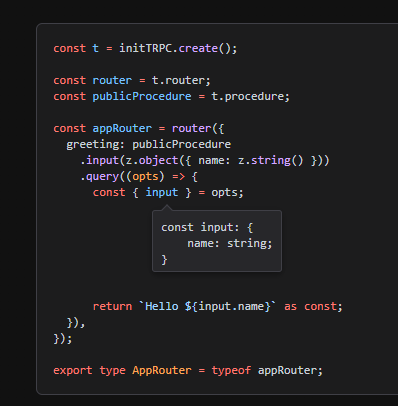 const t = initTRPC.create();
const router = t.router;
const publicProcedure = t.procedure;
const appRouter = router({
  greeting: publicProcedure
    .input(z.object({ name: z.string() }))
    .query((opts) => {
      const { input } = opts;
const input: {
    name: string;
}
      return `Hello ${input.name}` as const;
  }),
});
export type AppRouter = typeof appRouter;